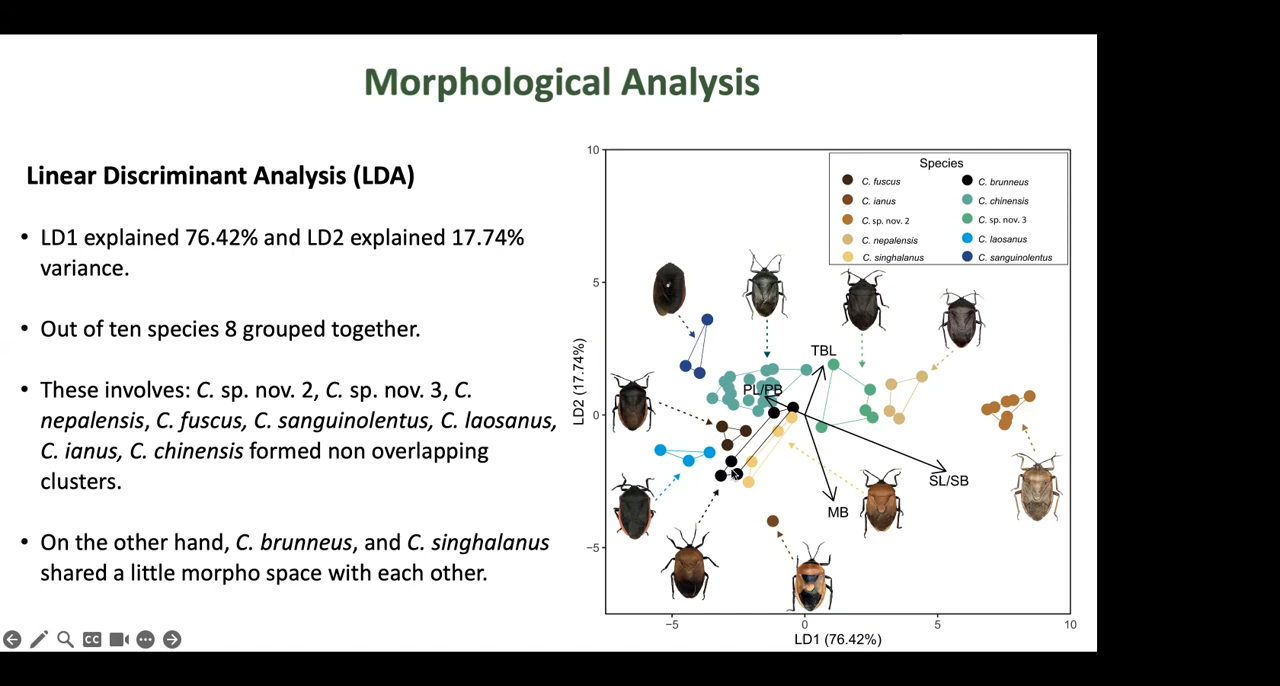 Morphological Analysis
Linear Discriminant Analysis (LDA)
• LD1 explained 76.42% and LD2 explained 17.74%
variance.
• Out of ten species 8 grouped together.
• These involves: C. sp. nov. 2, C. sp. nov. 3, C.
nepalensis, C. fuscus, C. sanguinolentus, C. laosanus,
C. ianus, C. chinensis formed non overlapping
clusters.
• On the other hand, C. brunneus, and C. singhalanus
shared a little morpho space with each other.
Species
C. fuscus
C. ianus
C. sp. nov. 2
C. nepalensis
C. singhalanus
C. brunneus
C. chinensis
C. sp. nov. 3
C. laosanus
C. sanguinolentus
10
5
0
−5
LD2 (17.74%)
TBL
PL/PB
SL/SB
MB
−5
0
5
10
LD1 (76.42%)
CC